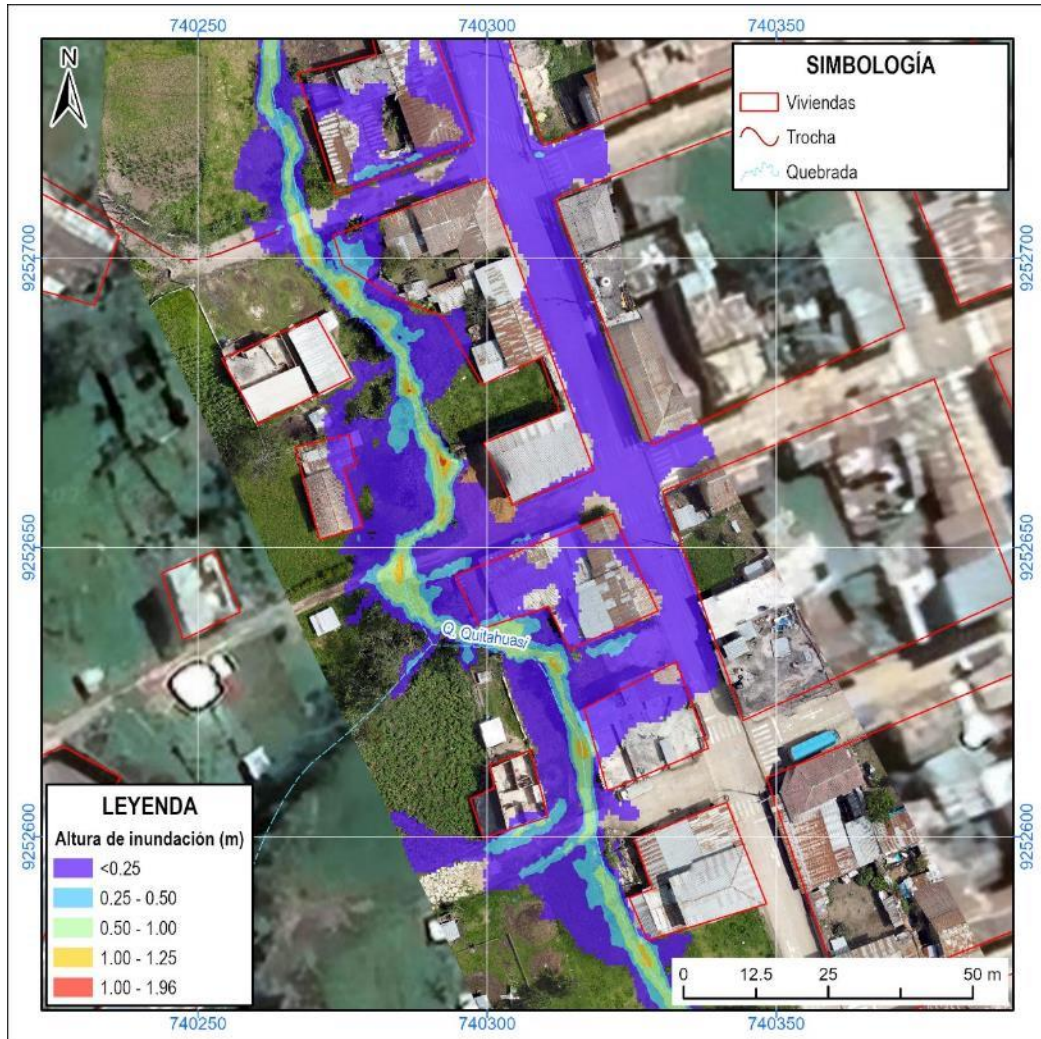 740250 740300 740350
N
SIMBOLOGÍA
Viviendas
Trocha
Quebrada
9252700 9252700
9252650 9252650
Q. Quitahuasi
9252600 9252600
LEYENDA
Altura de inundación (m)
<0.25
0.25 - 0.50
0.50 - 1.00
1.00 - 1.25
1.00 - 1.96
0 12.5 25 50 m
740250 740300 740350